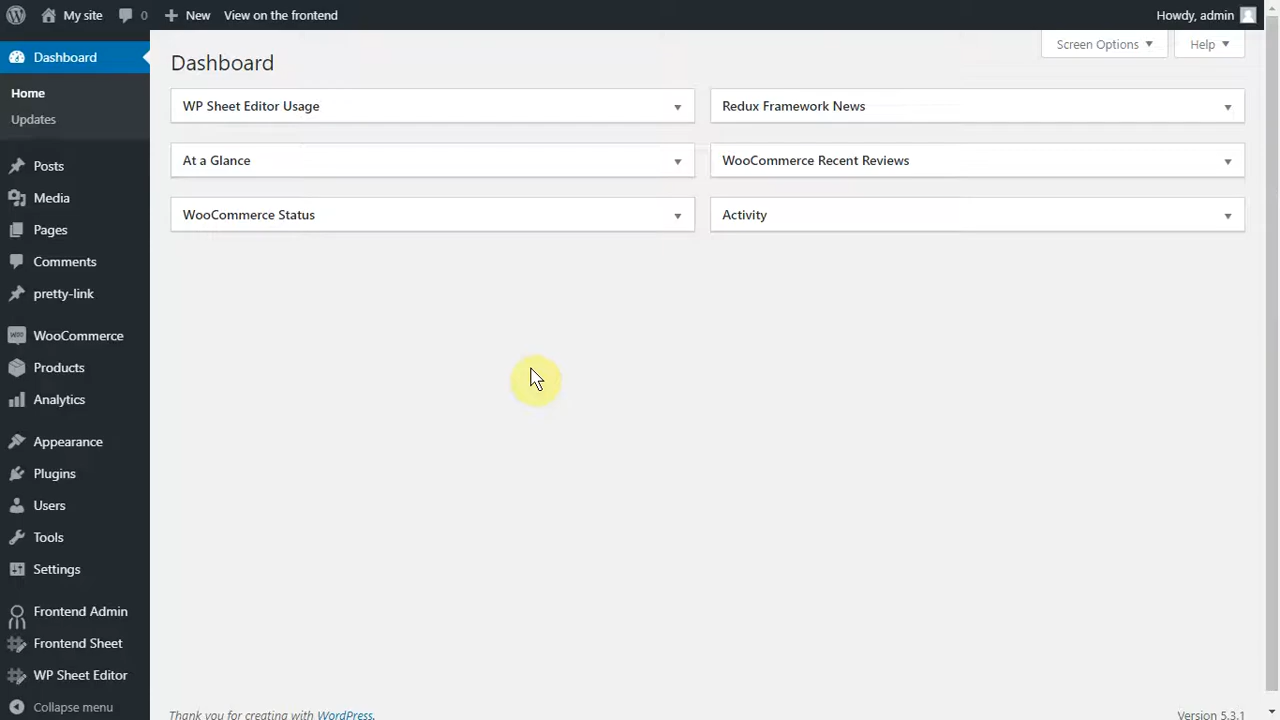 My site
0
New
View on the frontend
Howdy, admin
Dashboard
Home
Updates
Posts
Media
Pages
Comments
pretty-link
WooCommerce
Products
Analytics
Appearance
Plugins
Users
Tools
Settings
Frontend Admin
Frontend Sheet
WP Sheet Editor
Collapse menu
Screen Options
Help
Dashboard
WP Sheet Editor Usage
Redux Framework News
At a Glance
WooCommerce Recent Reviews
WooCommerce Status
Activity
Thank you for creating with WordPress.
Version 5.3.1